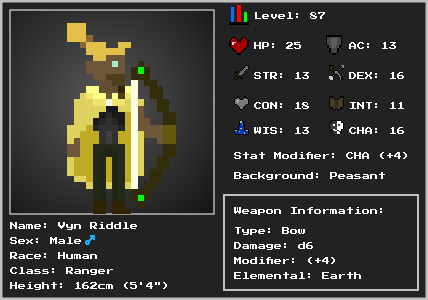 Level: 87
HP: 25
AC: 13
STR: 13
DEX: 16
CON: 18
INT: 11
WIS: 13
CHA: 16
Stat Modifier: CHA (+4)
Background: Peasant
Name: Vyn Riddle
Sex: Male ♂
Race: Human
Class: Ranger
Height: 162cm (5'4")
Weapon Information:
Type: Bow
Damage: d6
Modifier: (+4)
Elemental: Earth